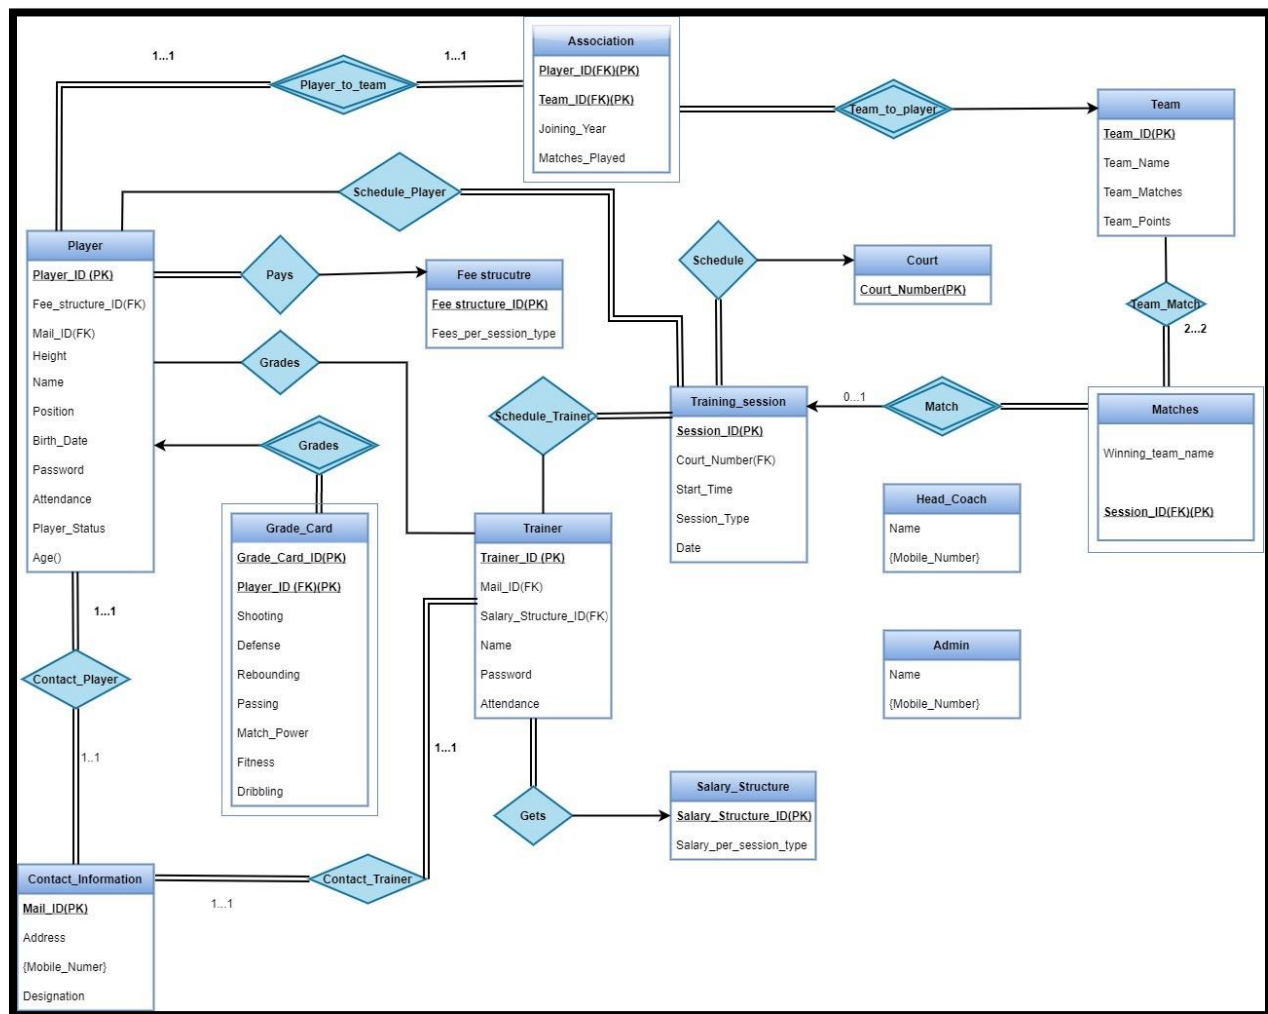 1...1
1...1
Player_to_team
Association
Player_ID(FK)(PK)
Team_ID(FK)(PK)
Joining_Year
Matches_Played
Team_to_player
Team
Team_ID(PK)
Team_Name
Team_Matches
Team_Points
Schedule_Player
Player
Player_ID (PK)
Fee_structure_ID(FK)
Mail_ID(FK)
Height
Name
Position
Birth_Date
Password
Attendance
Player_Status
Age()
Pays
Fee strucutre
Fee structure_ID(PK)
Fees_per_session_type
Schedule
Court
Court_Number(PK)
Team_Match
2...2
Grades
Schedule_Trainer
Training_session
Session_ID(PK)
Court_Number(FK)
Start_Time
Session_Type
Date
0...1
Match
Matches
Winning_team_name
Session_ID(FK)(PK)
Grades
Grade_Card
Grade_Card_ID(PK)
Player_ID (FK)(PK)
Shooting
Defense
Rebounding
Passing
Match_Power
Fitness
Dribbling
Trainer
Trainer_ID (PK)
Mail_ID(FK)
Salary_Structure_ID(FK)
Name
Password
Attendance
Head_Coach
Name
{Mobile_Number}
Admin
Name
{Mobile_Number}
1...1
Contact_Player
1..1
1...1
Gets
Salary_Structure
Salary_Structure_ID(PK)
Salary_per_session_type
Contact_Information
Mail_ID(PK)
Address
{Mobile_Numer}
Designation
1...1
Contact_Trainer